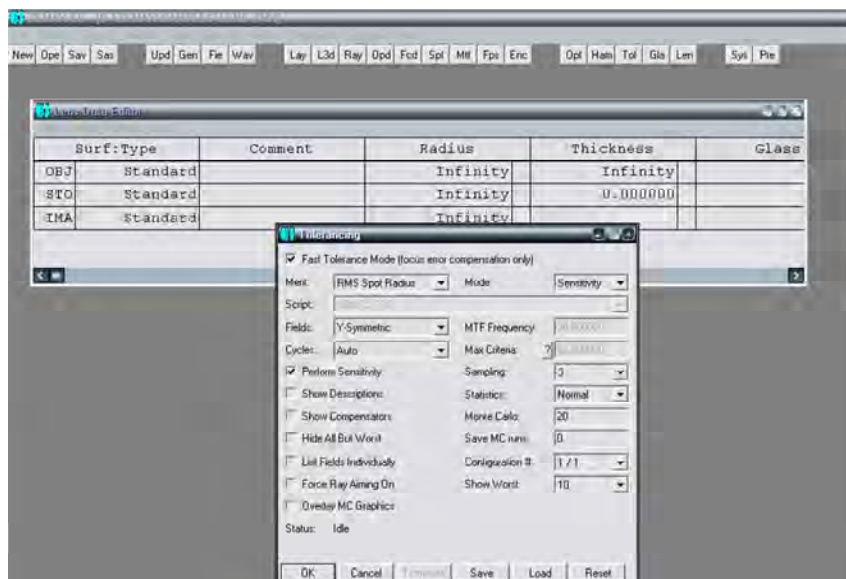 New Ope Sav Sas Upd Gen Fie Wav Lay L3d Ray Opd Fcd Spt Mtf Fps Enc Opt Ham Tol Gla Len Sys Pre
Lens Data Editor
Surf:Type Comment Radius Thickness Glass
OBJ Standard Infinity Infinity
STO Standard Infinity 0.000000
IMA Standard Infinity
Tolerancing
Fast Tolerance Mode (focus error compensation only)
Merit: RMS Spot Radius Mode: Sensitivity
Script:
Fields: Y-Symmetric MTF Frequency:
Cycles: Auto Max Criteria: ?
Perform Sensitivity Sampling: 3
Show Descriptions Statistics: Normal
Show Compensators Monte Carlo: 20
Hide All But Worst Save MC runs: 0
List Fields Individually Configuration #: 1 / 1
Force Ray Aiming On Show Worst: 10
Overlay MC Graphics
Status: Idle
OK Cancel Terminate Save Load Reset